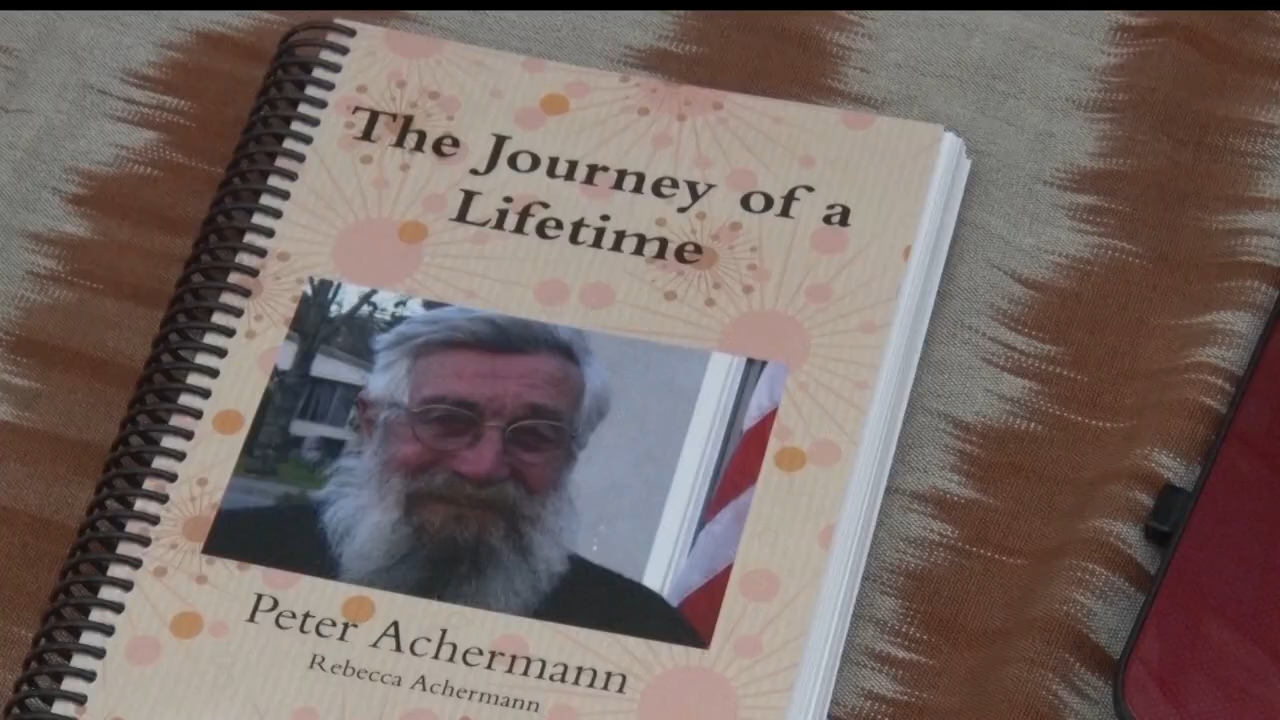 The Journey of a
Lifetime
Peter Achermann
Rebecca Achermann